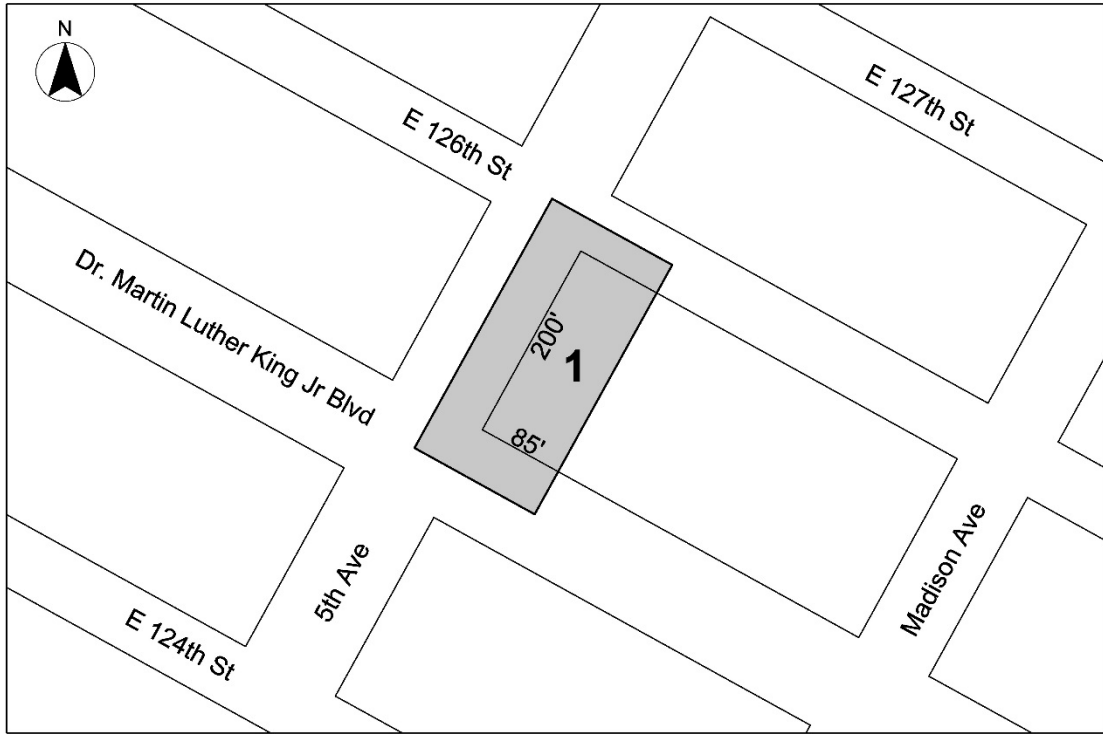 N
E 127th St
E 126th St
Dr. Martin Luther King Jr Blvd
200'
1
85'
Madison Ave
5th Ave
E 124th St